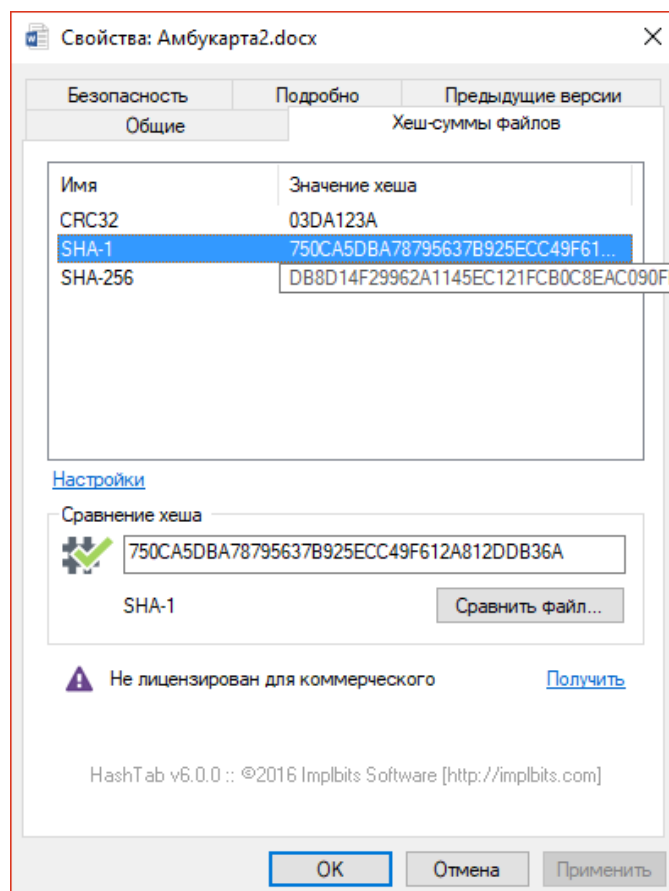 Свойства: Амбукарта2.docx
Безопасность Подробно Предыдущие версии
Общие Хеш-суммы файлов
Имя Значение хеша
CRC32 03DA123A
SHA-1 750CA5DBA78795637B925ECC49F61...
SHA-256 DB8D14F29962A1145EC121FCB0C8EAC090F
Настройки
Сравнение хеша
750CA5DBA78795637B925ECC49F612A812DDB36A
SHA-1 Сравнить файл...
Не лицензирован для коммерческого Получить
HashTab v6.0.0 :: ©2016 Implbits Software [http://implbits.com]
OK Отмена Применить